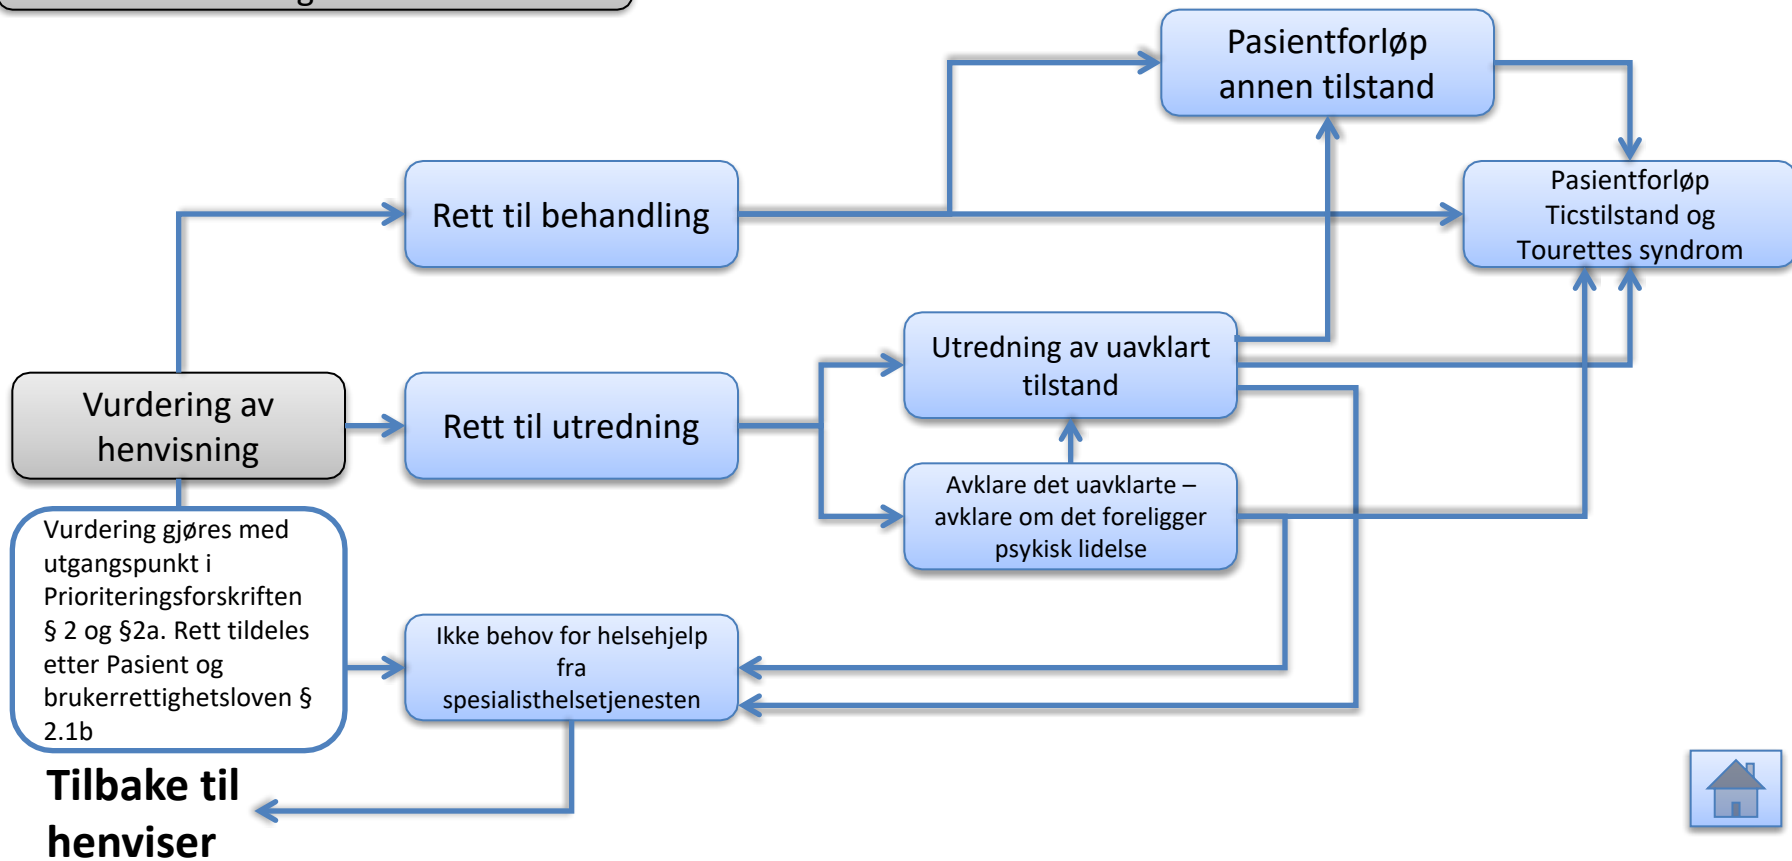 Pasientforløp
annen tilstand
Rett til behandling
Pasientforløp
Ticstilstand og
Tourettes syndrom
Utredning av uavklart
tilstand
Vurdering av
henvisning
Rett til utredning
Avklare det uavklarte –
avklare om det foreligger
psykisk lidelse
Vurdering gjøres med
utgangspunkt i
Prioriteringsforskriften
§ 2 og §2a. Rett tildeles
etter Pasient og
brukerrettighetsloven §
2.1b
Ikke behov for helsehjelp
fra
spesialisthelsetjenesten
Tilbake til
henviser